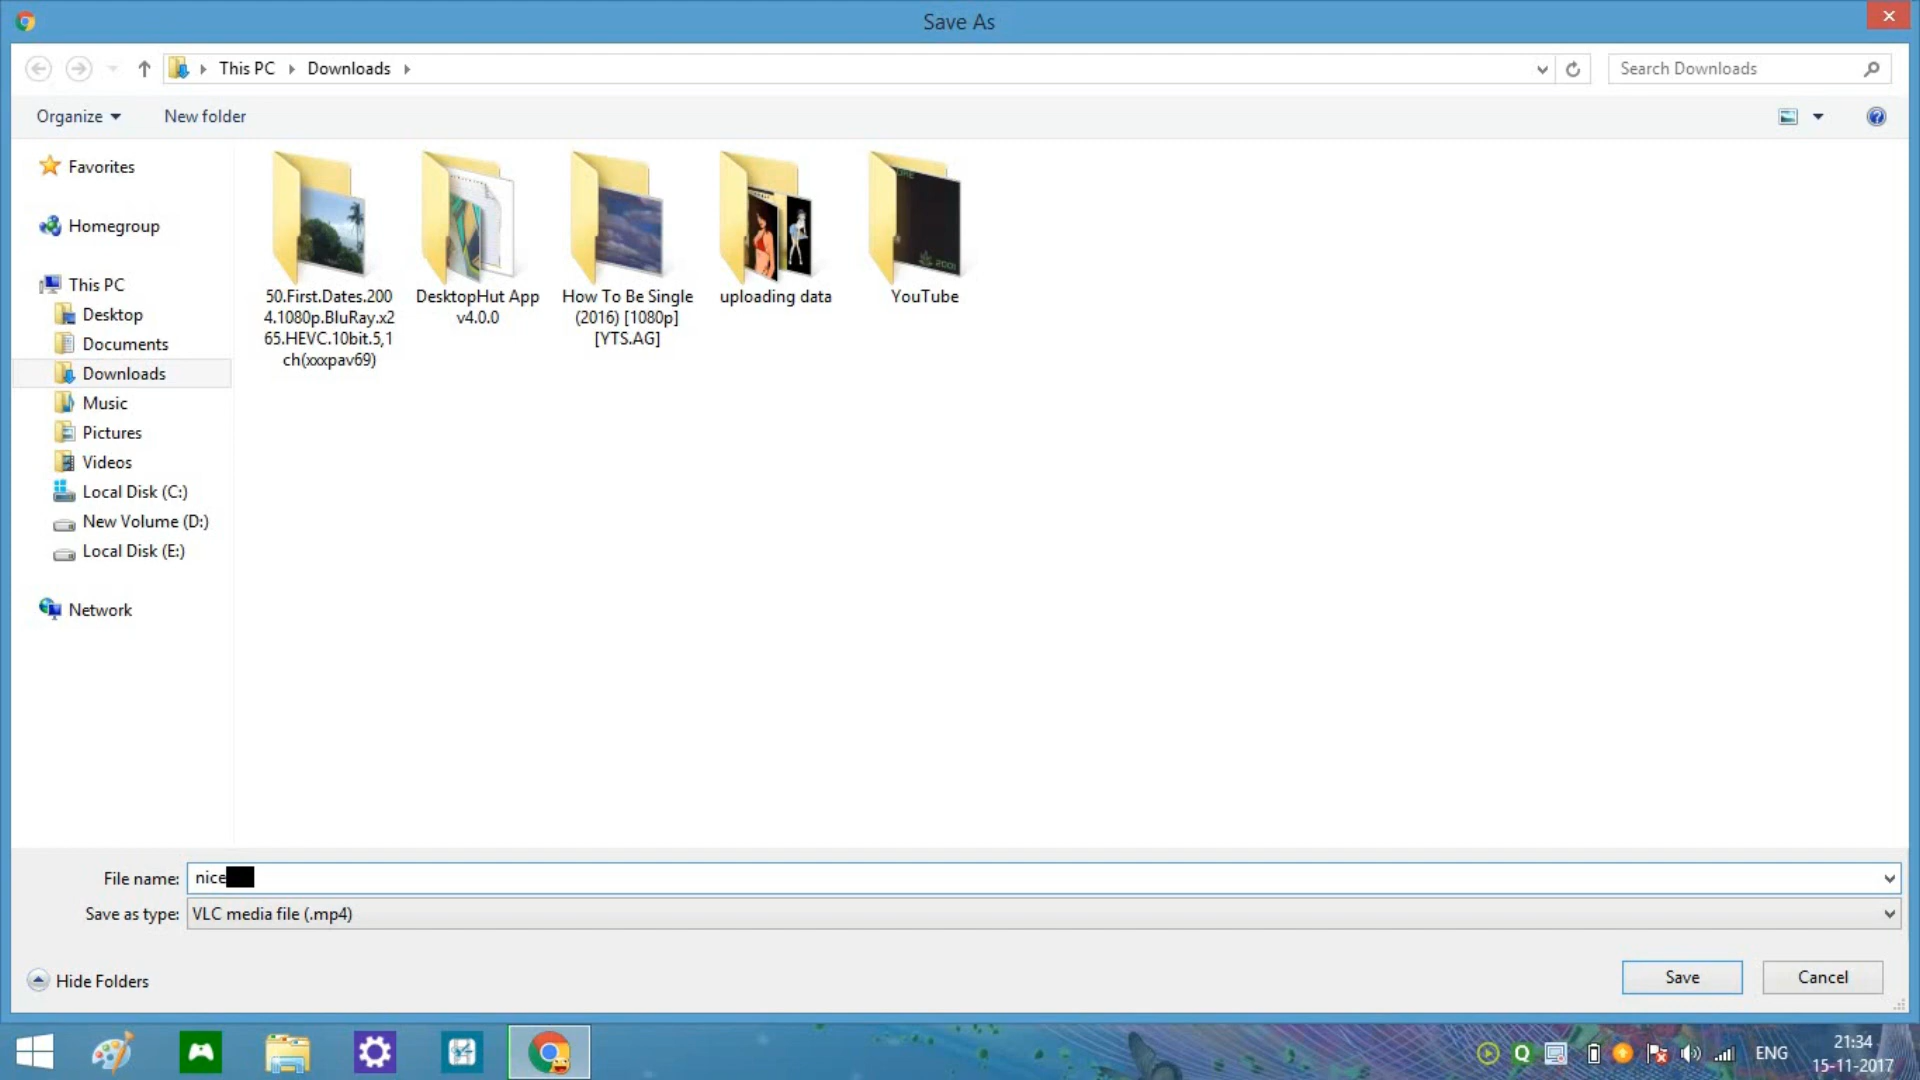 Save As
This PC
Downloads
Search Downloads
Organize
New folder
Favorites
Homegroup
This PC
Desktop
Documents
Downloads
Music
Pictures
Videos
Local Disk (C:)
New Volume (D:)
Local Disk (E:)
Network
50.First.Dates.200
4.1080p.BluRay.x2
65.HEVC.10bit.5,1
ch(xxxpav69)
DesktopHut App
v4.0.0
How To Be Single
(2016) [1080p]
[YTS.AG]
uploading data
YouTube
File name: nice
Save as type: VLC media file (.mp4)
Hide Folders
Save
Cancel
ENG
21:34
15-11-2017